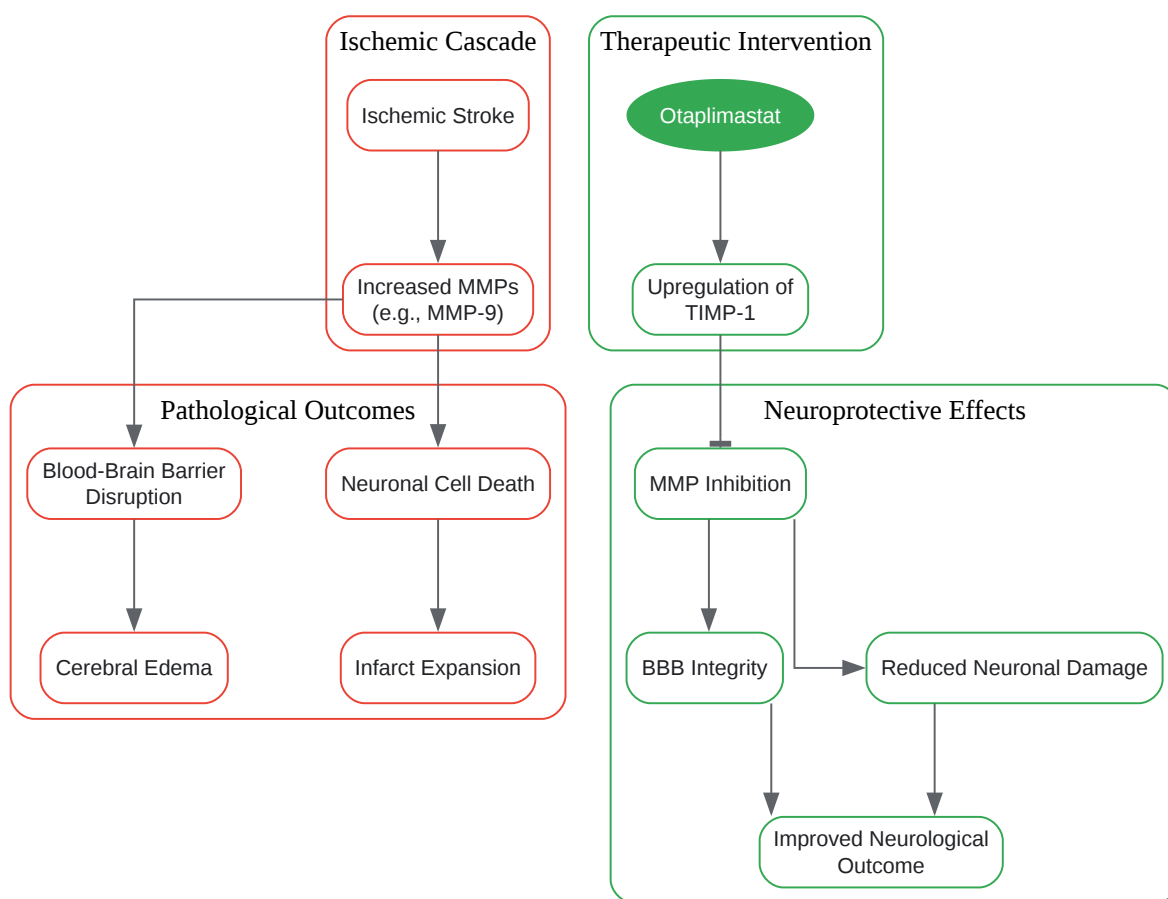 Ischemic Cascade
Ischemic Stroke
Increased MMPs
(e.g., MMP-9)
Therapeutic Intervention
Otaplimastat
Upregulation of
TIMP-1
Pathological Outcomes
Blood-Brain Barrier
Disruption
Neuronal Cell Death
Cerebral Edema
Infarct Expansion
Neuroprotective Effects
MMP Inhibition
BBB Integrity
Reduced Neuronal Damage
Improved Neurological
Outcome